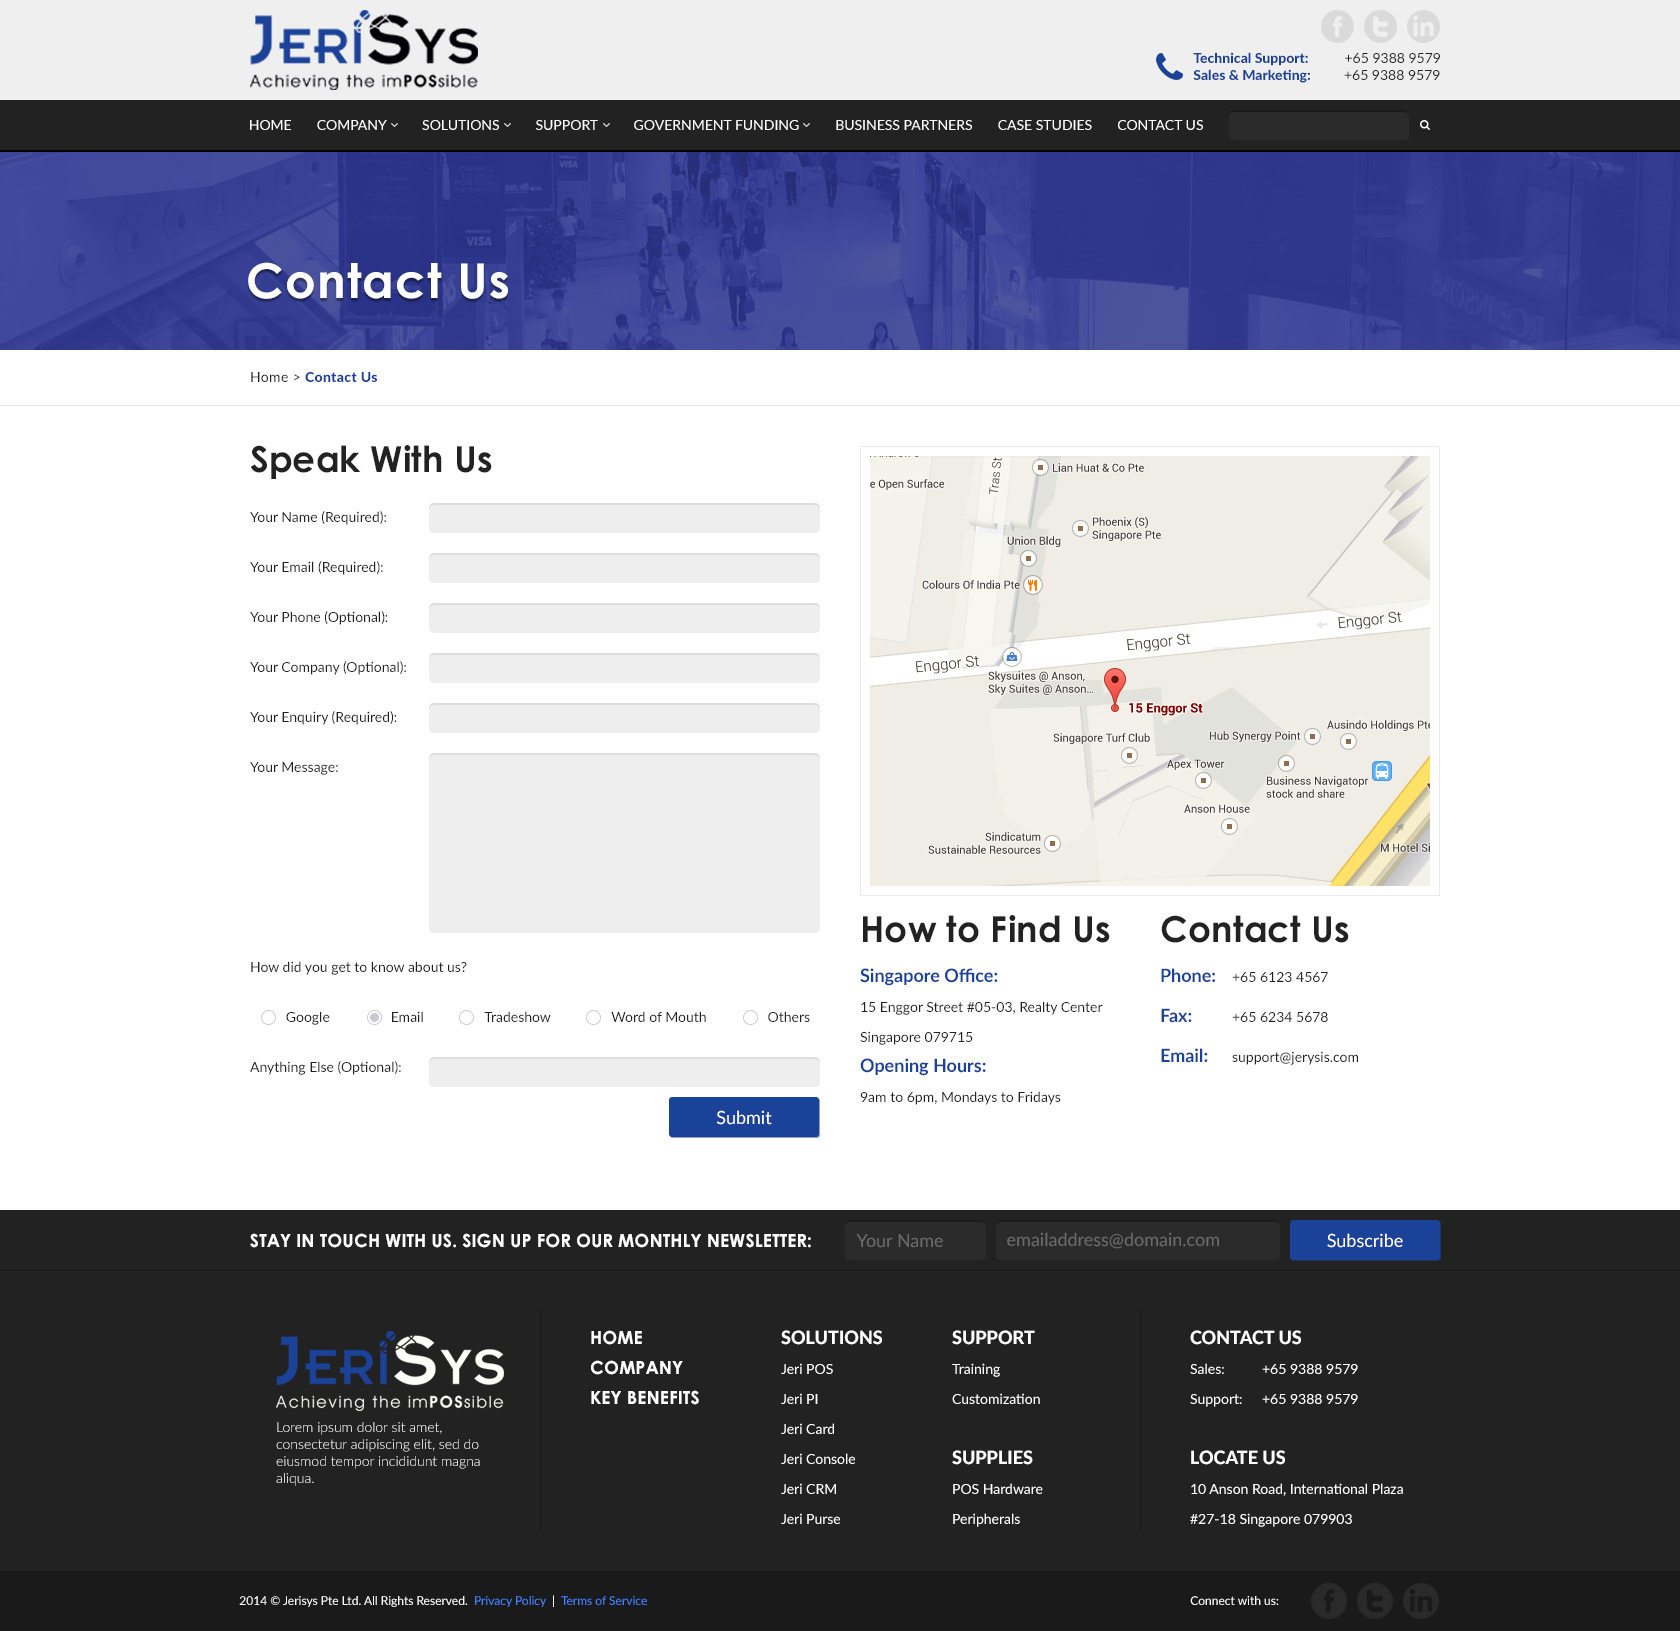 JeriSys
Achieving the imPOSsible
Technical Support: +65 9388 9579
Sales & Marketing: +65 9388 9579
HOME COMPANY SOLUTIONS SUPPORT GOVERNMENT FUNDING BUSINESS PARTNERS CASE STUDIES CONTACT US
VISA
VISA
Contact Us
Home > Contact Us
Speak With Us
Your Name (Required):
Your Email (Required):
Your Phone (Optional):
Your Company (Optional):
Your Enquiry (Required):
Your Message:
How did you get to know about us?
Google Email Tradeshow Word of Mouth Others
Anything Else (Optional):
Submit
Tras St
Lian Huat & Co Pte
e Open Surface
Phoenix (S)
Singapore Pte
Union Bldg
Colours Of India Pte
Enggor St
Enggor St
Enggor St
Skysuites @ Anson,
Sky Suites @ Anson...
15 Enggor St
Singapore Turf Club
Hub Synergy Point
Ausindo Holdings Pte
Apex Tower
Business Navigatopr
stock and share
Anson House
Sindicatum
Sustainable Resources
M Hotel Si
How to Find Us
Singapore Office:
15 Enggor Street #05-03, Realty Center
Singapore 079715
Opening Hours:
9am to 6pm, Mondays to Fridays
Contact Us
Phone: +65 6123 4567
Fax: +65 6234 5678
Email: support@jerysis.com
STAY IN TOUCH WITH US. SIGN UP FOR OUR MONTHLY NEWSLETTER: Your Name emailaddress@domain.com Subscribe
JeriSys
Achieving the imPOSsible
Lorem ipsum dolor sit amet,
consectetur adipiscing elit, sed do
eiusmod tempor incididunt magna
aliqua.
HOME
COMPANY
KEY BENEFITS
SOLUTIONS
Jeri POS
Jeri PI
Jeri Card
Jeri Console
Jeri CRM
Jeri Purse
SUPPORT
Training
Customization
SUPPLIES
POS Hardware
Peripherals
CONTACT US
Sales: +65 9388 9579
Support: +65 9388 9579
LOCATE US
10 Anson Road, International Plaza
#27-18 Singapore 079903
2014 © Jerisys Pte Ltd. All Rights Reserved. Privacy Policy | Terms of Service
Connect with us: